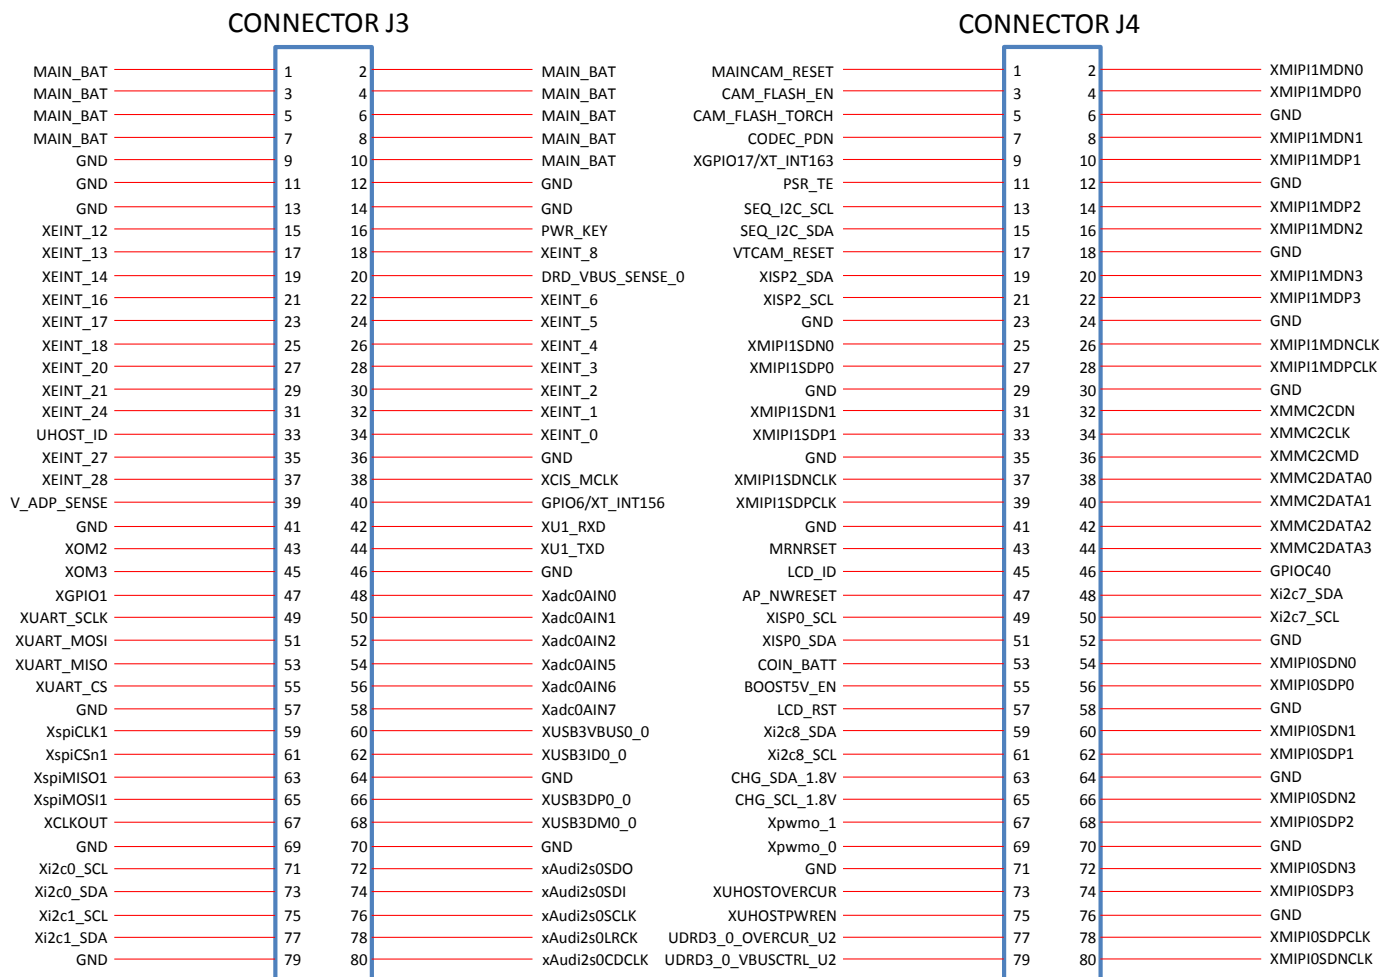 CONNECTOR J3
MAIN_BAT 1 2 MAIN_BAT
MAIN_BAT 3 4 MAIN_BAT
MAIN_BAT 5 6 MAIN_BAT
MAIN_BAT 7 8 MAIN_BAT
GND 9 10 MAIN_BAT
GND 11 12 GND
GND 13 14 GND
XEINT_12 15 16 PWR_KEY
XEINT_13 17 18 XEINT_8
XEINT_14 19 20 DRD_VBUS_SENSE_0
XEINT_16 21 22 XEINT_6
XEINT_17 23 24 XEINT_5
XEINT_18 25 26 XEINT_4
XEINT_20 27 28 XEINT_3
XEINT_21 29 30 XEINT_2
XEINT_24 31 32 XEINT_1
UHOST_ID 33 34 XEINT_0
XEINT_27 35 36 GND
XEINT_28 37 38 XCIS_MCLK
V_ADP_SENSE 39 40 GPIO6/XT_INT156
GND 41 42 XU1_RXD
XOM2 43 44 XU1_TXD
XOM3 45 46 GND
XGPIO1 47 48 Xadc0AIN0
XUART_SCLK 49 50 Xadc0AIN1
XUART_MOSI 51 52 Xadc0AIN2
XUART_MISO 53 54 Xadc0AIN5
XUART_CS 55 56 Xadc0AIN6
GND 57 58 Xadc0AIN7
XspiCLK1 59 60 XUSB3VBUS0_0
XspiCSn1 61 62 XUSB3ID0_0
XspiMISO1 63 64 GND
XspiMOSI1 65 66 XUSB3DP0_0
XCLKOUT 67 68 XUSB3DM0_0
GND 69 70 GND
Xi2c0_SCL 71 72 xAudi2s0SDO
Xi2c0_SDA 73 74 xAudi2s0SDI
Xi2c1_SCL 75 76 xAudi2s0SCLK
Xi2c1_SDA 77 78 xAudi2s0LRCK
GND 79 80 xAudi2s0CDCLK
CONNECTOR J4
MAINCAM_RESET 1 2 XMIPI1MDN0
CAM_FLASH_EN 3 4 XMIPI1MDP0
CAM_FLASH_TORCH 5 6 GND
CODEC_PDN 7 8 XMIPI1MDN1
XGPIO17/XT_INT163 9 10 XMIPI1MDP1
PSR_TE 11 12 GND
SEQ_I2C_SCL 13 14 XMIPI1MDP2
SEQ_I2C_SDA 15 16 XMIPI1MDN2
VTCAM_RESET 17 18 GND
XISP2_SDA 19 20 XMIPI1MDN3
XISP2_SCL 21 22 XMIPI1MDP3
GND 23 24 GND
XMIPI1SDN0 25 26 XMIPI1MDNCLK
XMIPI1SDP0 27 28 XMIPI1MDPCLK
GND 29 30 GND
XMIPI1SDN1 31 32 XMMC2CDN
XMIPI1SDP1 33 34 XMMC2CLK
GND 35 36 XMMC2CMD
XMIPI1SDNCLK 37 38 XMMC2DATA0
XMIPI1SDPCLK 39 40 XMMC2DATA1
GND 41 42 XMMC2DATA2
MRNRSET 43 44 XMMC2DATA3
LCD_ID 45 46 GPIOC40
AP_NWRESET 47 48 Xi2c7_SDA
XISP0_SCL 49 50 Xi2c7_SCL
XISP0_SDA 51 52 GND
COIN_BATT 53 54 XMIPI0SDN0
BOOST5V_EN 55 56 XMIPI0SDP0
LCD_RST 57 58 GND
Xi2c8_SDA 59 60 XMIPI0SDN1
Xi2c8_SCL 61 62 XMIPI0SDP1
CHG_SDA_1.8V 63 64 GND
CHG_SCL_1.8V 65 66 XMIPI0SDN2
Xpwmo_1 67 68 XMIPI0SDP2
Xpwmo_0 69 70 GND
GND 71 72 XMIPI0SDN3
XUHOSTOVERCUR 73 74 XMIPI0SDP3
XUHOSTPWREN 75 76 GND
UDRD3_0_OVERCUR_U2 77 78 XMIPI0SDPCLK
UDRD3_0_VBUSCTRL_U2 79 80 XMIPI0SDNCLK